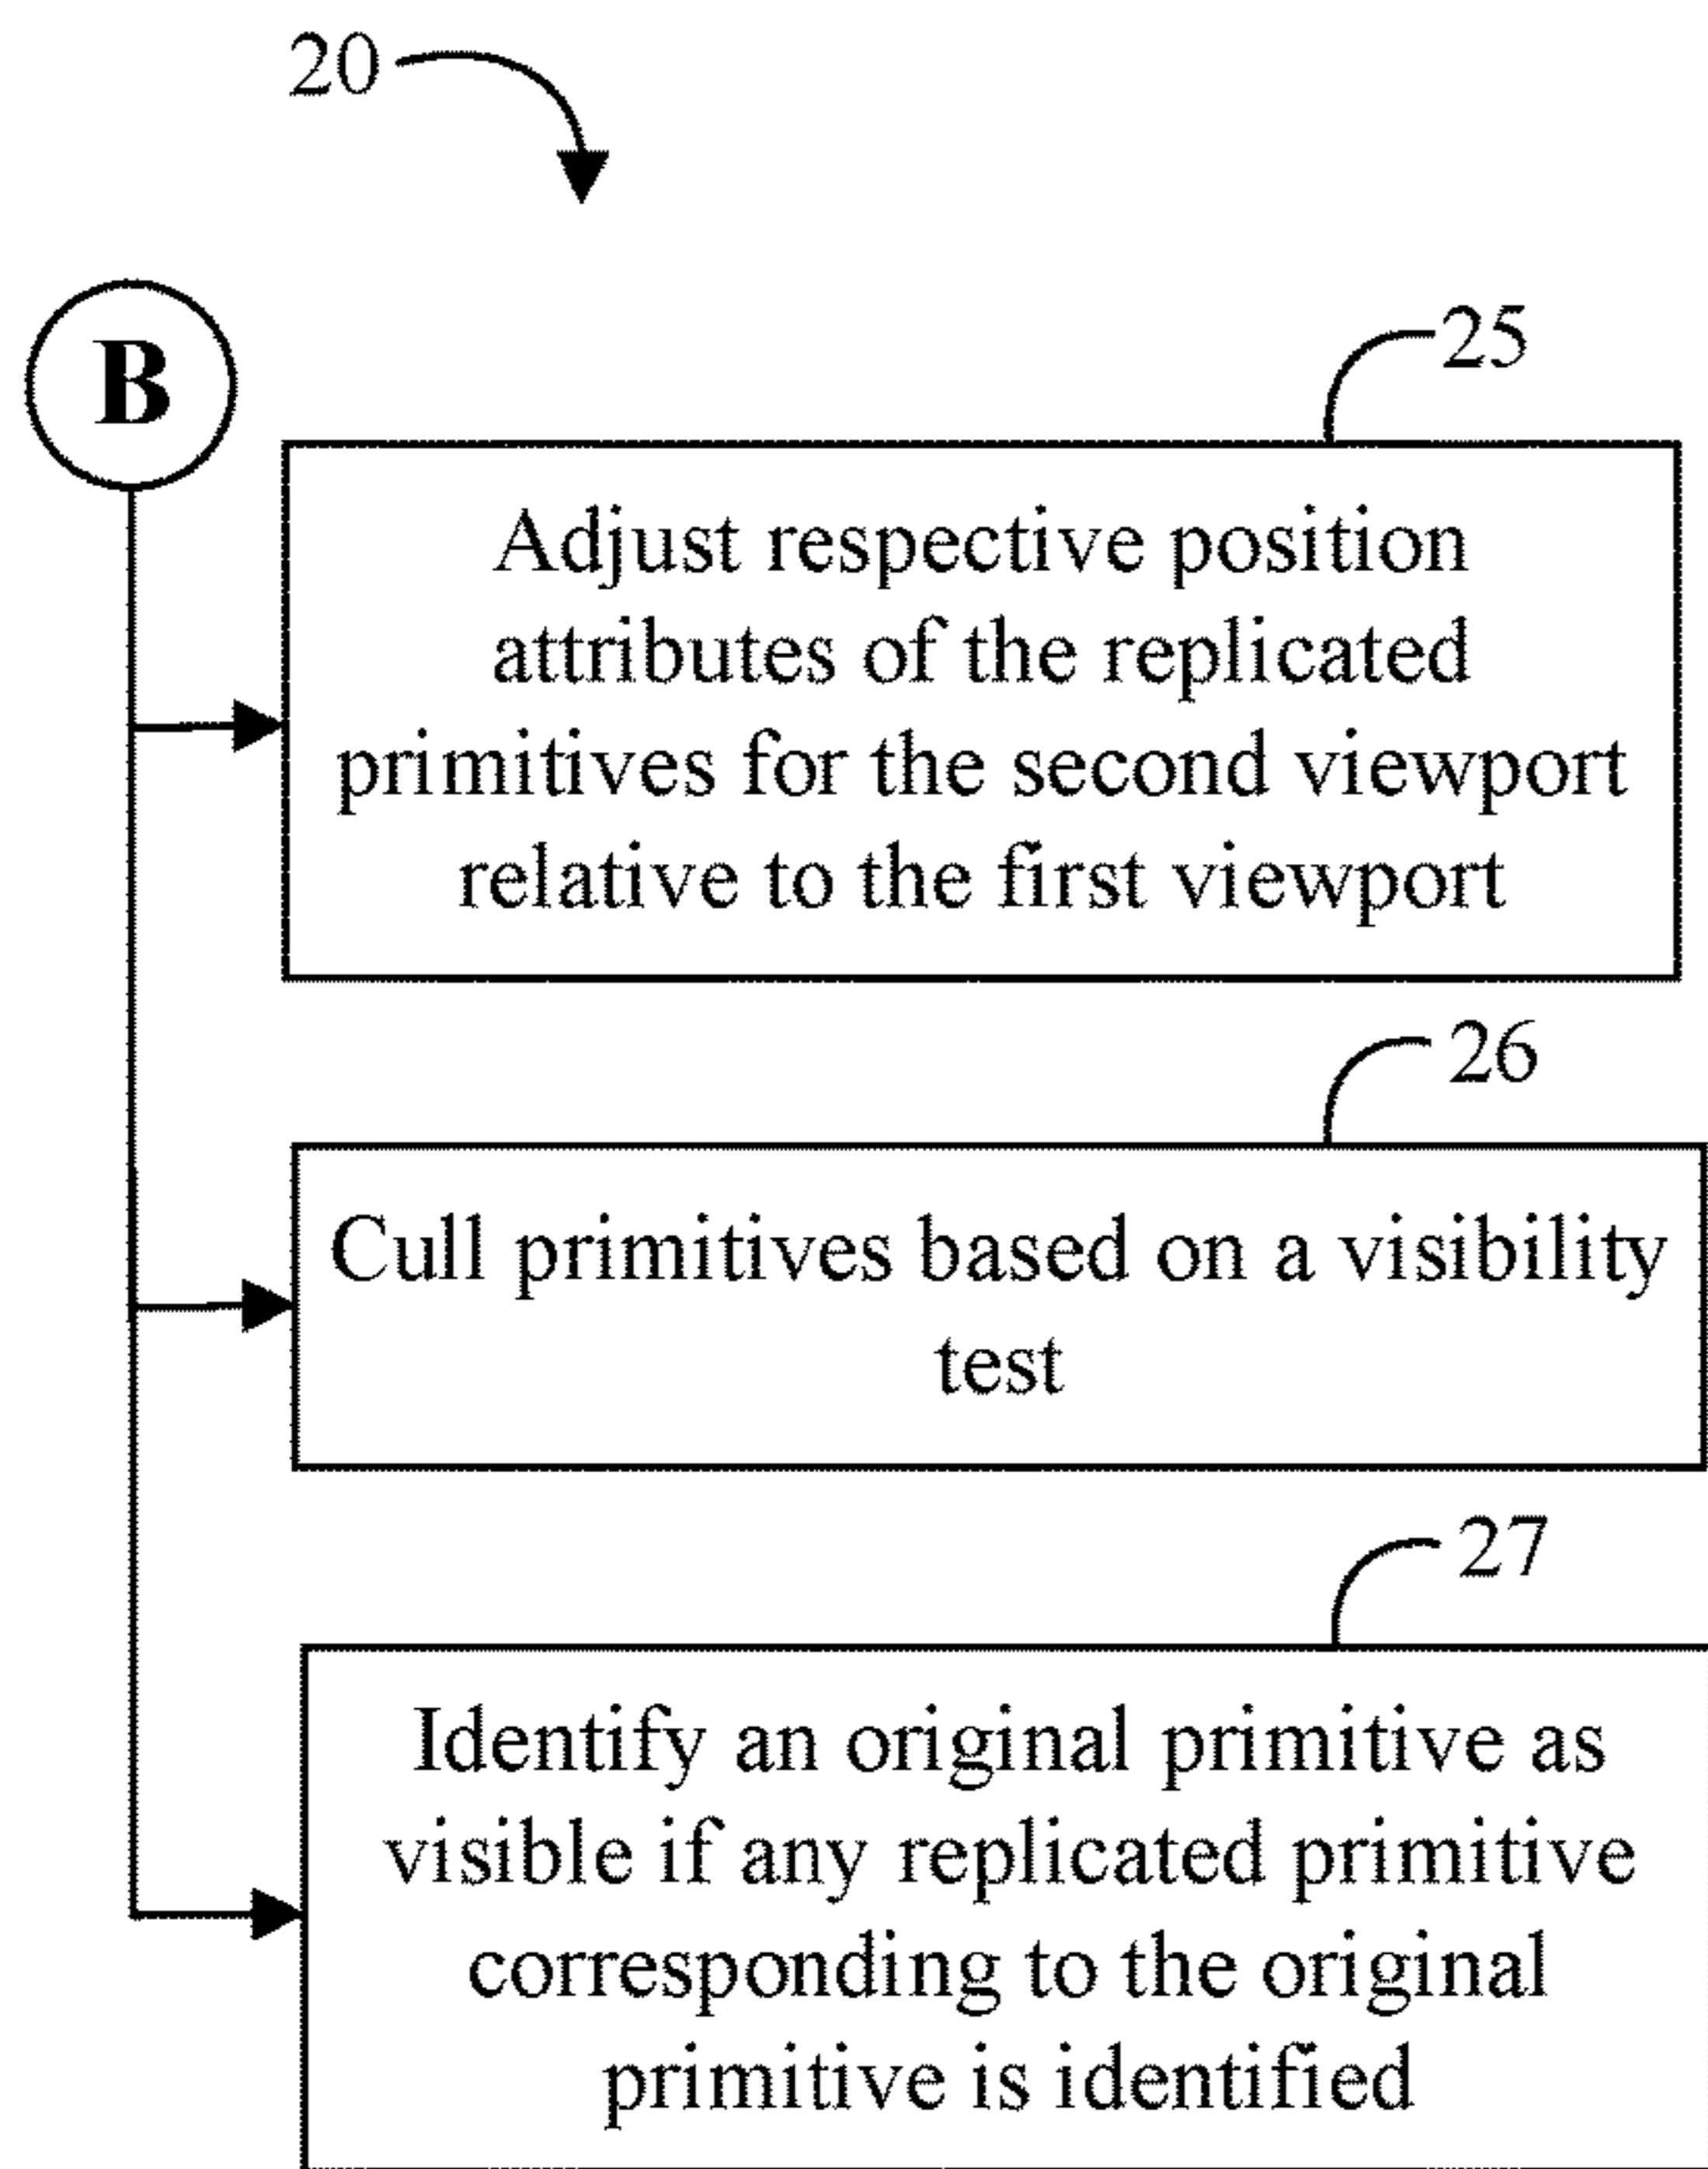 20
B
25
Adjust respective position
attributes of the replicated
primitives for the second viewport
relative to the first viewport
26
Cull primitives based on a visibility
test
27
Identify an original primitive as
visible if any replicated primitive
corresponding to the original
primitive is identified